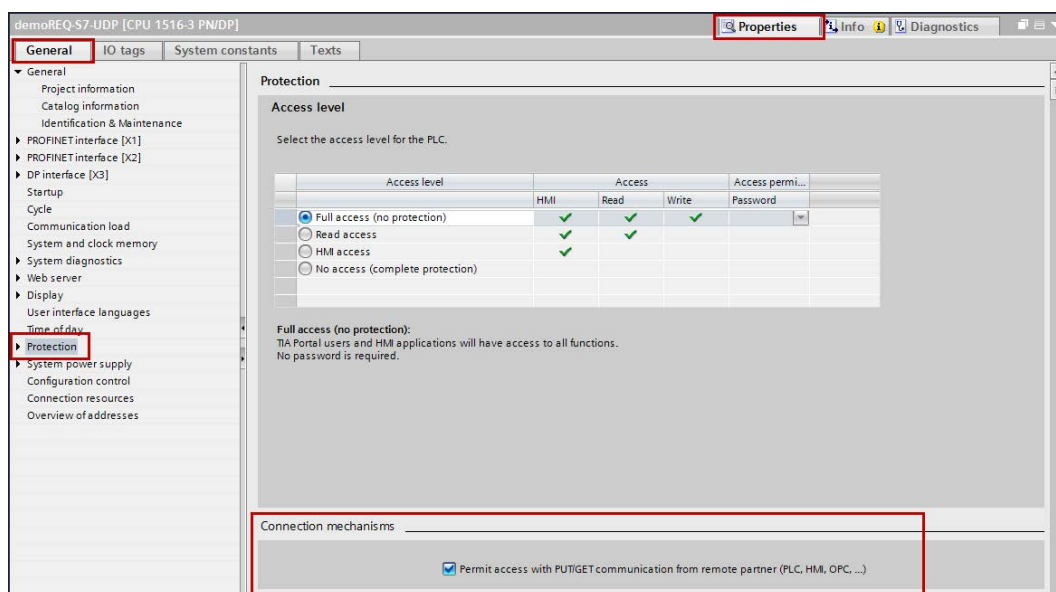 demoREQ-S7-UDP [CPU 1516-3 PN/DP]
Properties
Info
Diagnostics
General
IO tags
System constants
Texts
General
Project information
Catalog information
Identification & Maintenance
PROFINET interface [X1]
PROFINET interface [X2]
DP interface [X3]
Startup
Cycle
Communication load
System and clock memory
System diagnostics
Web server
Display
User interface languages
Time of day
Protection
System power supply
Configuration control
Connection resources
Overview of addresses
Protection
Access level
Select the access level for the PLC.
Access level Access Access permi...
HMI Read Write Password
Full access (no protection)
Read access
HMI access
No access (complete protection)
Full access (no protection):
TIA Portal users and HMI applications will have access to all functions.
No password is required.
Connection mechanisms
Permit access with PUT/GET communication from remote partner (PLC, HMI, OPC, ...)